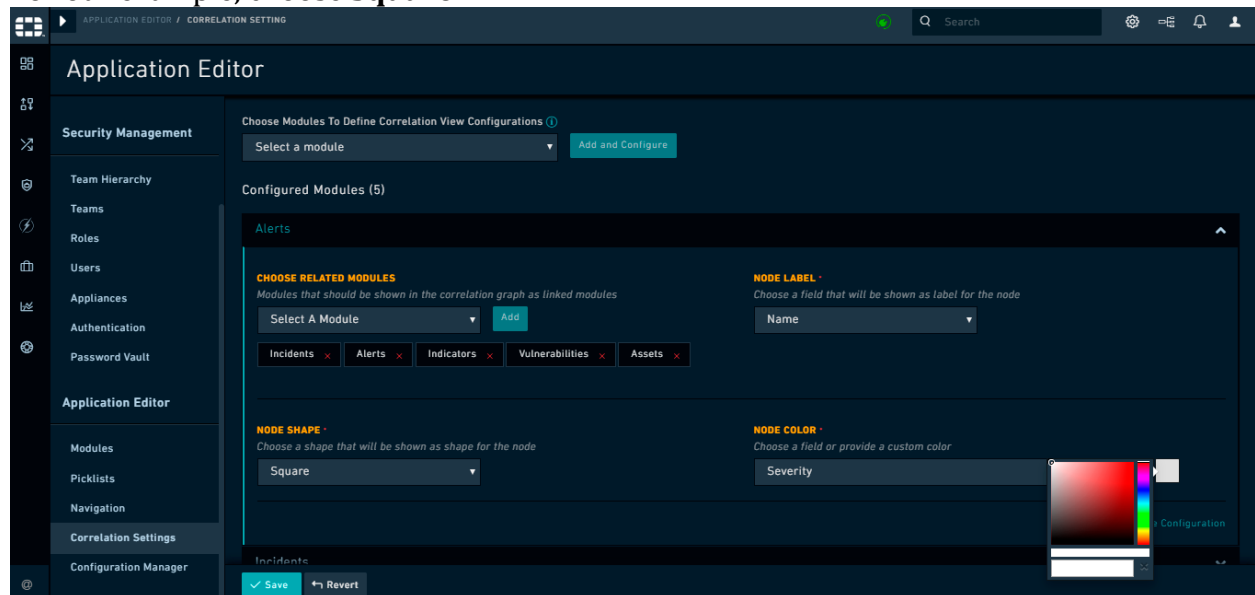 APPLICATION EDITOR / CORRELATION SETTING
Search
Application Editor
Security Management
Team Hierarchy
Teams
Roles
Users
Appliances
Authentication
Password Vault
Application Editor
Modules
Picklists
Navigation
Correlation Settings
Configuration Manager
Choose Modules To Define Correlation View Configurations
Select a module
Add and Configure
Configured Modules (5)
Alerts
CHOOSE RELATED MODULES
Modules that should be shown in the correlation graph as linked modules
Select A Module
Add
Incidents × Alerts × Indicators × Vulnerabilities × Assets ×
NODE LABEL
Choose a field that will be shown as label for the node
Name
NODE SHAPE
Choose a shape that will be shown as shape for the node
Square
NODE COLOR
Choose a field or provide a custom color
Severity
Configuration
Incidents
Save
Revert